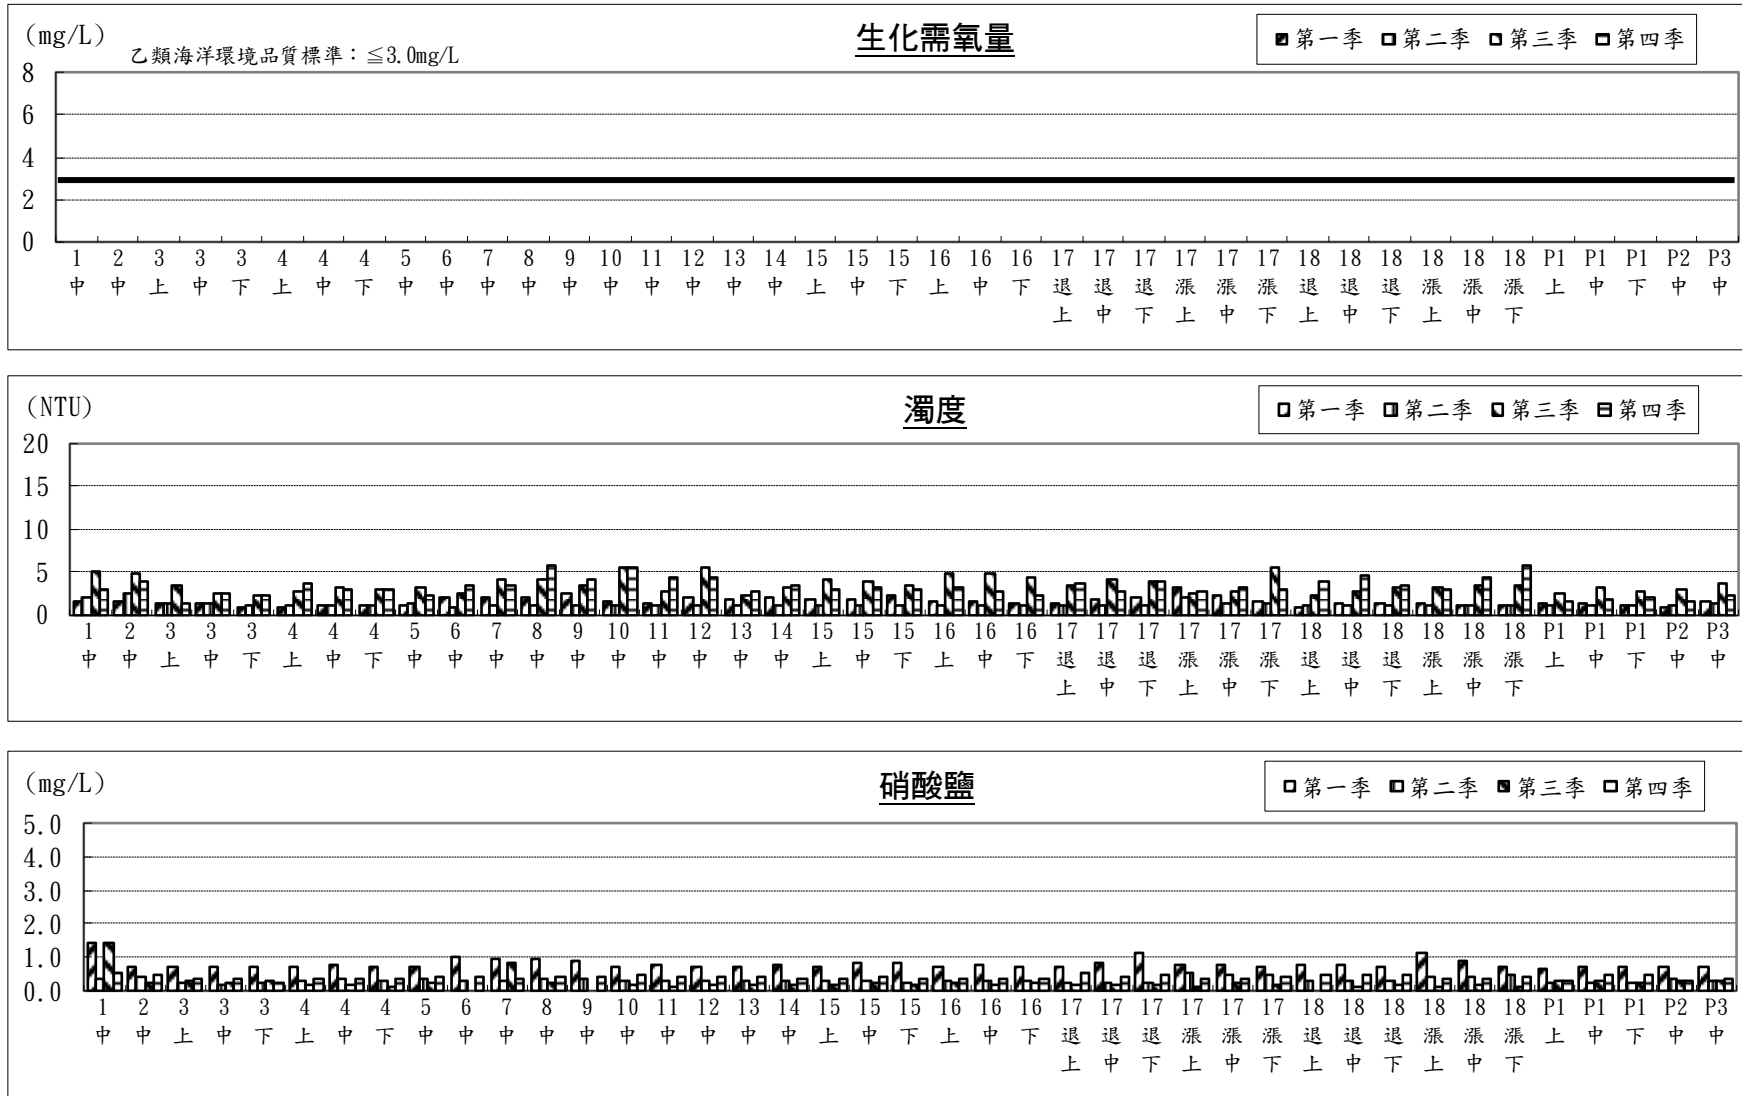 (mg/L)
生化需氧量
第一季 第二季 第三季 第四季
乙類海洋環境品質標準：≦3.0mg/L
8
6
4
2
0
1 2 3 3 3 4 4 4 5 6 7 8 9 10 11 12 13 14 15 15 15 16 16 16 17 17 17 17 17 17 18 18 18 18 18 18 P1 P1 P1 P2 P3
中 中 上 中 下 上 中 下 中 中 中 中 中 中 中 中 中 中 上 中 下 上 中 下 退 退 退 漲 漲 漲 退 退 退 漲 漲 漲 上 中 下 中 中
上 中 下 上 中 下 上 中 下 上 中 下
(NTU)
濁度
第一季 第二季 第三季 第四季
20
15
10
5
0
1 2 3 3 3 4 4 4 5 6 7 8 9 10 11 12 13 14 15 15 15 16 16 16 17 17 17 17 17 17 18 18 18 18 18 18 P1 P1 P1 P2 P3
中 中 上 中 下 上 中 下 中 中 中 中 中 中 中 中 中 中 上 中 下 上 中 下 退 退 退 漲 漲 漲 退 退 退 漲 漲 漲 上 中 下 中 中
上 中 下 上 中 下 上 中 下 上 中 下
(mg/L)
硝酸鹽
第一季 第二季 第三季 第四季
5.0
4.0
3.0
2.0
1.0
0.0
1 2 3 3 3 4 4 4 5 6 7 8 9 10 11 12 13 14 15 15 15 16 16 16 17 17 17 17 17 17 18 18 18 18 18 18 P1 P1 P1 P2 P3
中 中 上 中 下 上 中 下 中 中 中 中 中 中 中 中 中 中 上 中 下 上 中 下 退 退 退 漲 漲 漲 退 退 退 漲 漲 漲 上 中 下 中 中
上 中 下 上 中 下 上 中 下 上 中 下